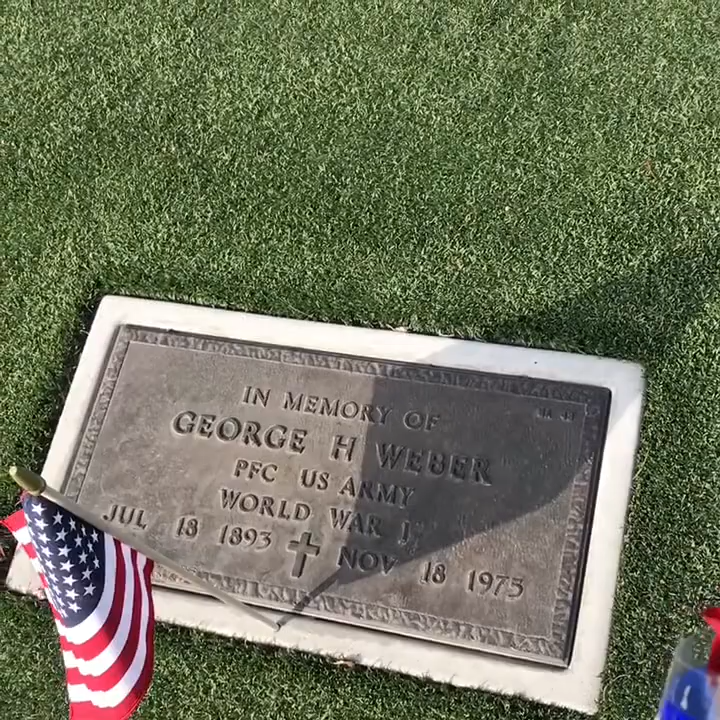 IN MEMORY OF
GEORGE H WEBER
PFC US ARMY
WORLD WAR I
JUL 18 1893 NOV 18 1975